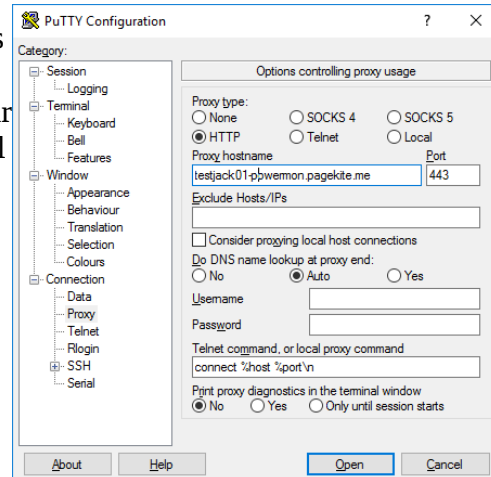 PuTTY Configuration ? X
s
Category:
Session
Logging
Terminal
Keyboard
Bell
Features
Window
Appearance
Behaviour
Translation
Selection
Colours
Connection
Data
Proxy
Telnet
Rlogin
SSH
Serial
r
l
Options controlling proxy usage
Proxy type:
None SOCKS 4 SOCKS 5
HTTP Telnet Local
Proxy hostname Port
testjack01-powermon.pagekite.me 443
Exclude Hosts/IPs
Consider proxying local host connections
Do DNS name lookup at proxy end:
No Auto Yes
Username
Password
Telnet command, or local proxy command
connect %host %port\n
Print proxy diagnostics in the terminal window
No Yes Only until session starts
About Help Open Cancel